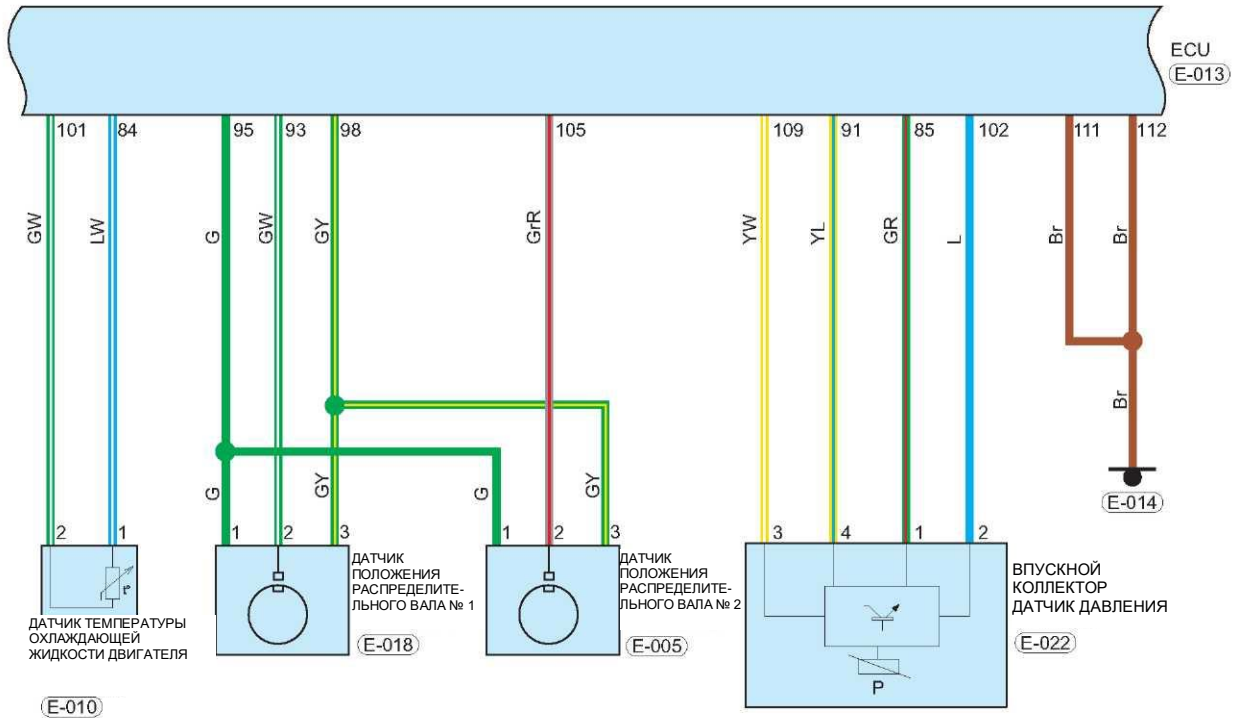 ECU
E-013
101 84 95 93 98 105 109 91 85 102 111 112
GW LW G GW GY GrR YW YL GR L Br Br
Br
G GY G GY
E-014
2 1 1 2 3 1 2 3 3 4 1 2
t°
ДАТЧИК ТЕМПЕРАТУРЫ
ОХЛАЖДАЮЩЕЙ
ЖИДКОСТИ ДВИГАТЕЛЯ
E-010
ДАТЧИК
ПОЛОЖЕНИЯ
РАСПРЕДЕЛИТЕ-
ЛЬНОГО ВАЛА № 1
E-018
ДАТЧИК
ПОЛОЖЕНИЯ
РАСПРЕДЕЛИТЕ-
ЛЬНОГО ВАЛА № 2
E-005
ВПУСКНОЙ
КОЛЛЕКТОР
ДАТЧИК ДАВЛЕНИЯ
E-022
P